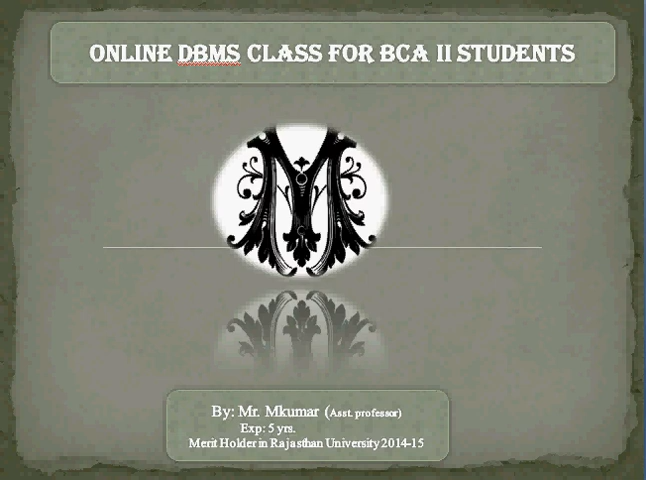 ONLINE DBMS CLASS FOR BCA II STUDENTS
M
By: Mr. Mkumar (Asst. professor)
Exp: 5 yrs.
Merit Holder in Rajasthan University 2014-15